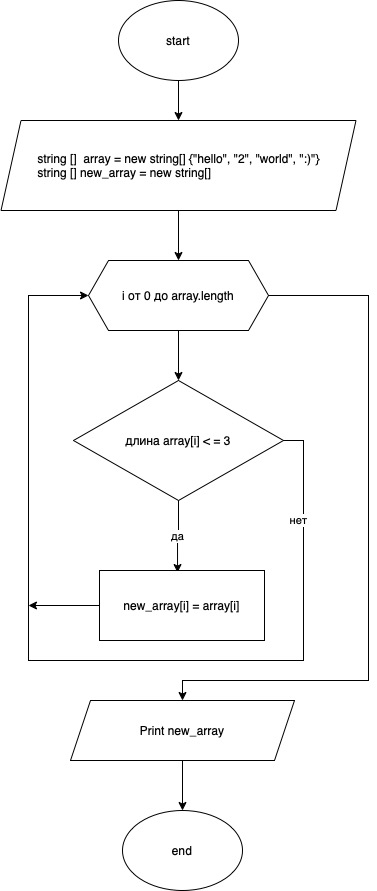 start
string [] array = new string[] {"hello", "2", "world", ":)"}
string [] new_array = new string[]
i от 0 до array.length
длина array[i] < = 3
нет
да
new_array[i] = array[i]
Print new_array
end